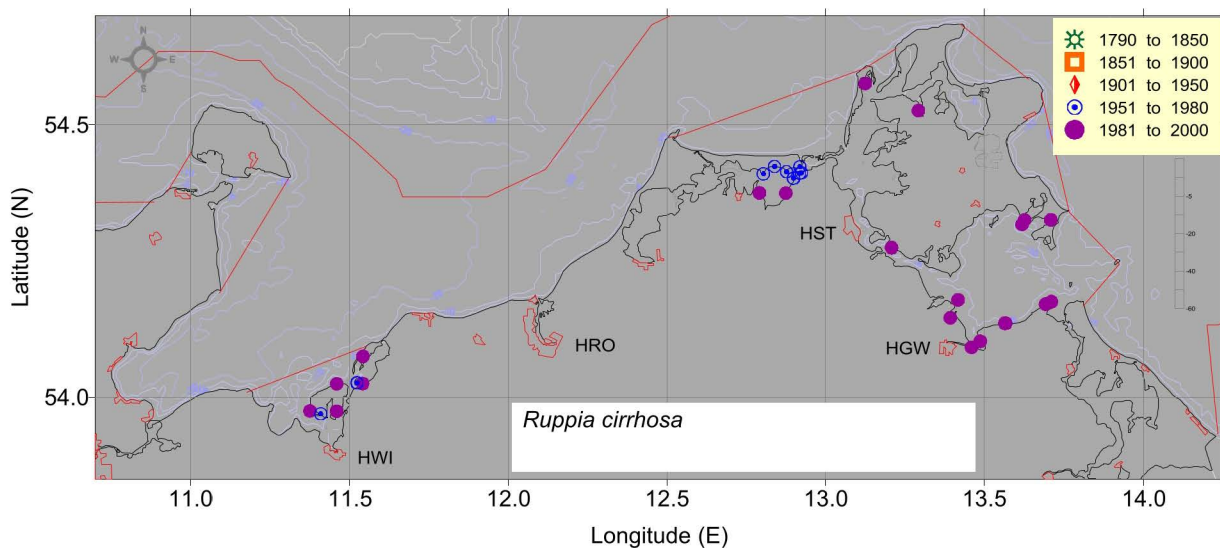 N
W E
S
1790 to 1850
1851 to 1900
1901 to 1950
1951 to 1980
1981 to 2000
54.5
54.0
Latitude (N)
-5
-20
-40
-60
HST
HRO
HGW
HWI
Ruppia cirrhosa
11.0 11.5 12.0 12.5 13.0 13.5 14.0
Longitude (E)